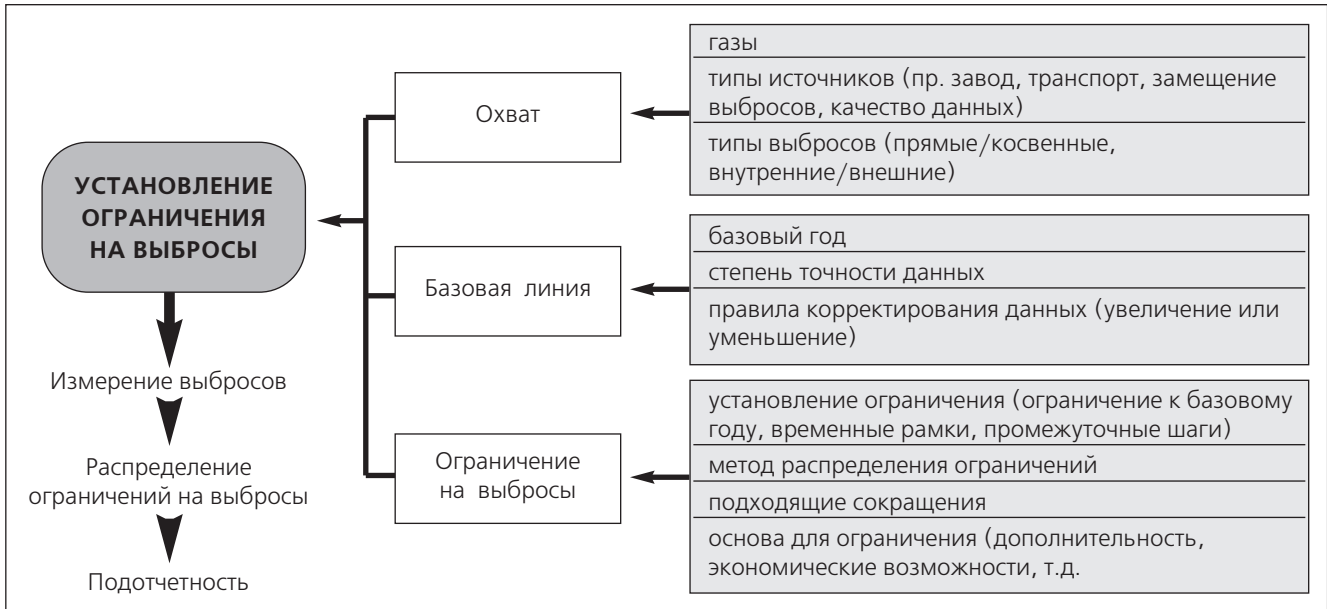 УСТАНОВЛЕНИЕ
ОГРАНИЧЕНИЯ
НА ВЫБРОСЫ
Измерение выбросов
Распределение
ограничений на выбросы
Подотчетность
Охват
газы
типы источников (пр. завод, транспорт, замещение
выбросов, качество данных)
типы выбросов (прямые/косвенные,
внутренние/внешние)
Базовая линия
базовый год
степень точности данных
правила корректирования данных (увеличение или
уменьшение)
Ограничение
на выбросы
установление ограничения (ограничение к базовому
году, временные рамки, промежуточные шаги)
метод распределения ограничений
подходящие сокращения
основа для ограничения (дополнительность,
экономические возможности, т.д.